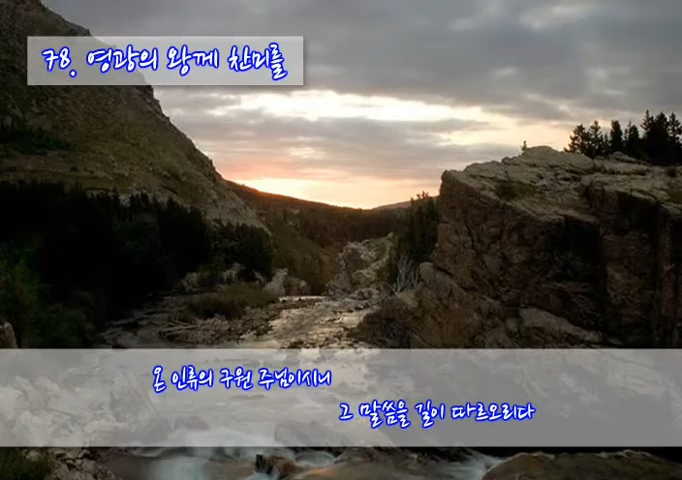 78. 영광의 왕께 찬미를
온 인류의 구원 주님이시니
그 말씀을 길이 따르오리다